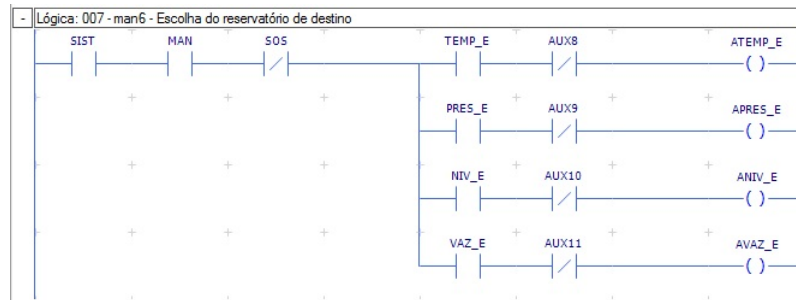 - Lógica: 007 - man6 - Escolha do reservatório de destino
SIST MAN SOS TEMP_E AUX8 ATEMP_E
PRES_E AUX9 APRES_E
NIV_E AUX10 ANIV_E
VAZ_E AUX11 AVAZ_E